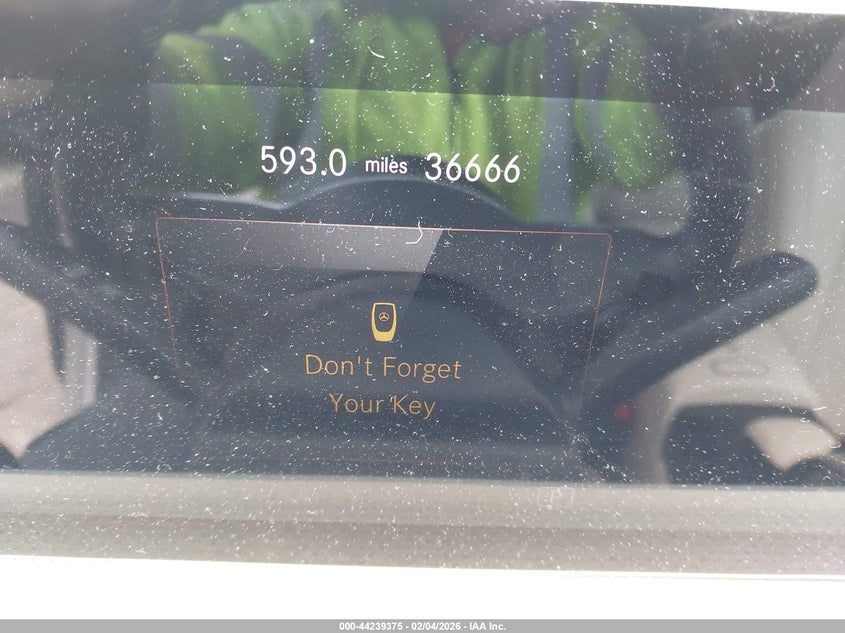 593.0 miles 36666
Don't Forget
Your Key
000-44239375 - 02/04/2026 - IAA Inc.